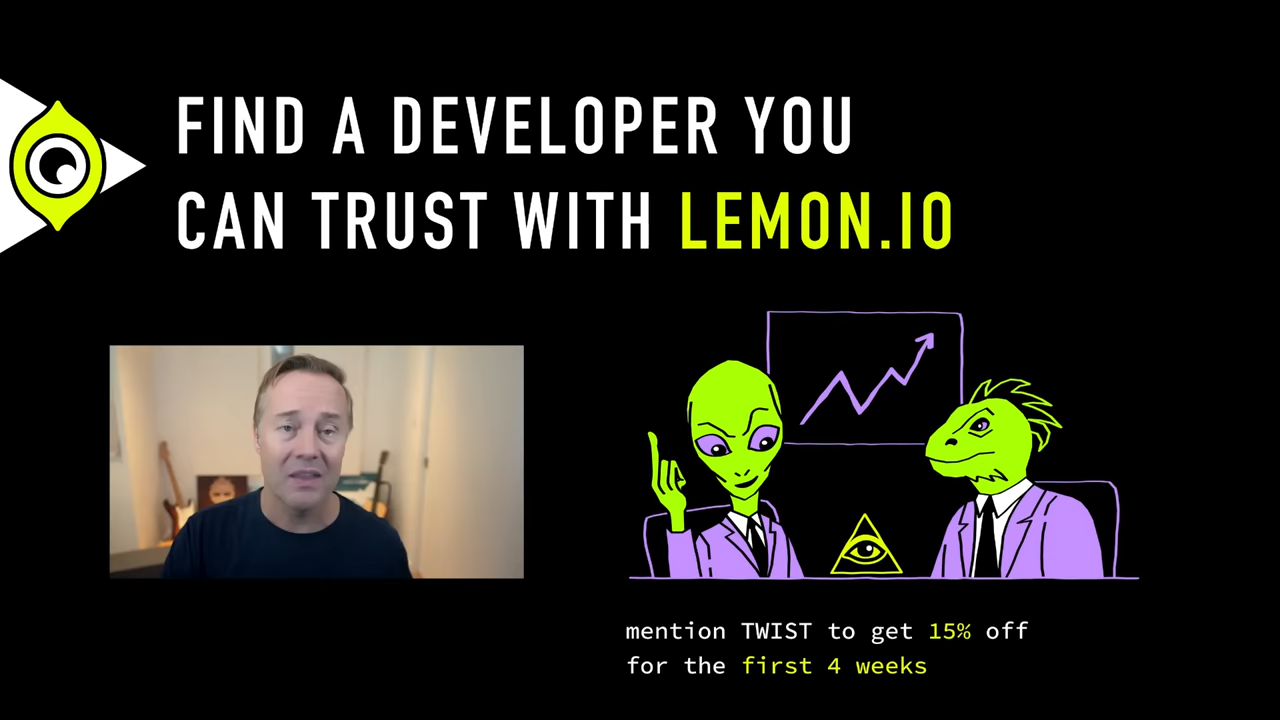 FIND A DEVELOPER YOU
CAN TRUST WITH LEMON.IO
mention TWIST to get 15% off
for the first 4 weeks